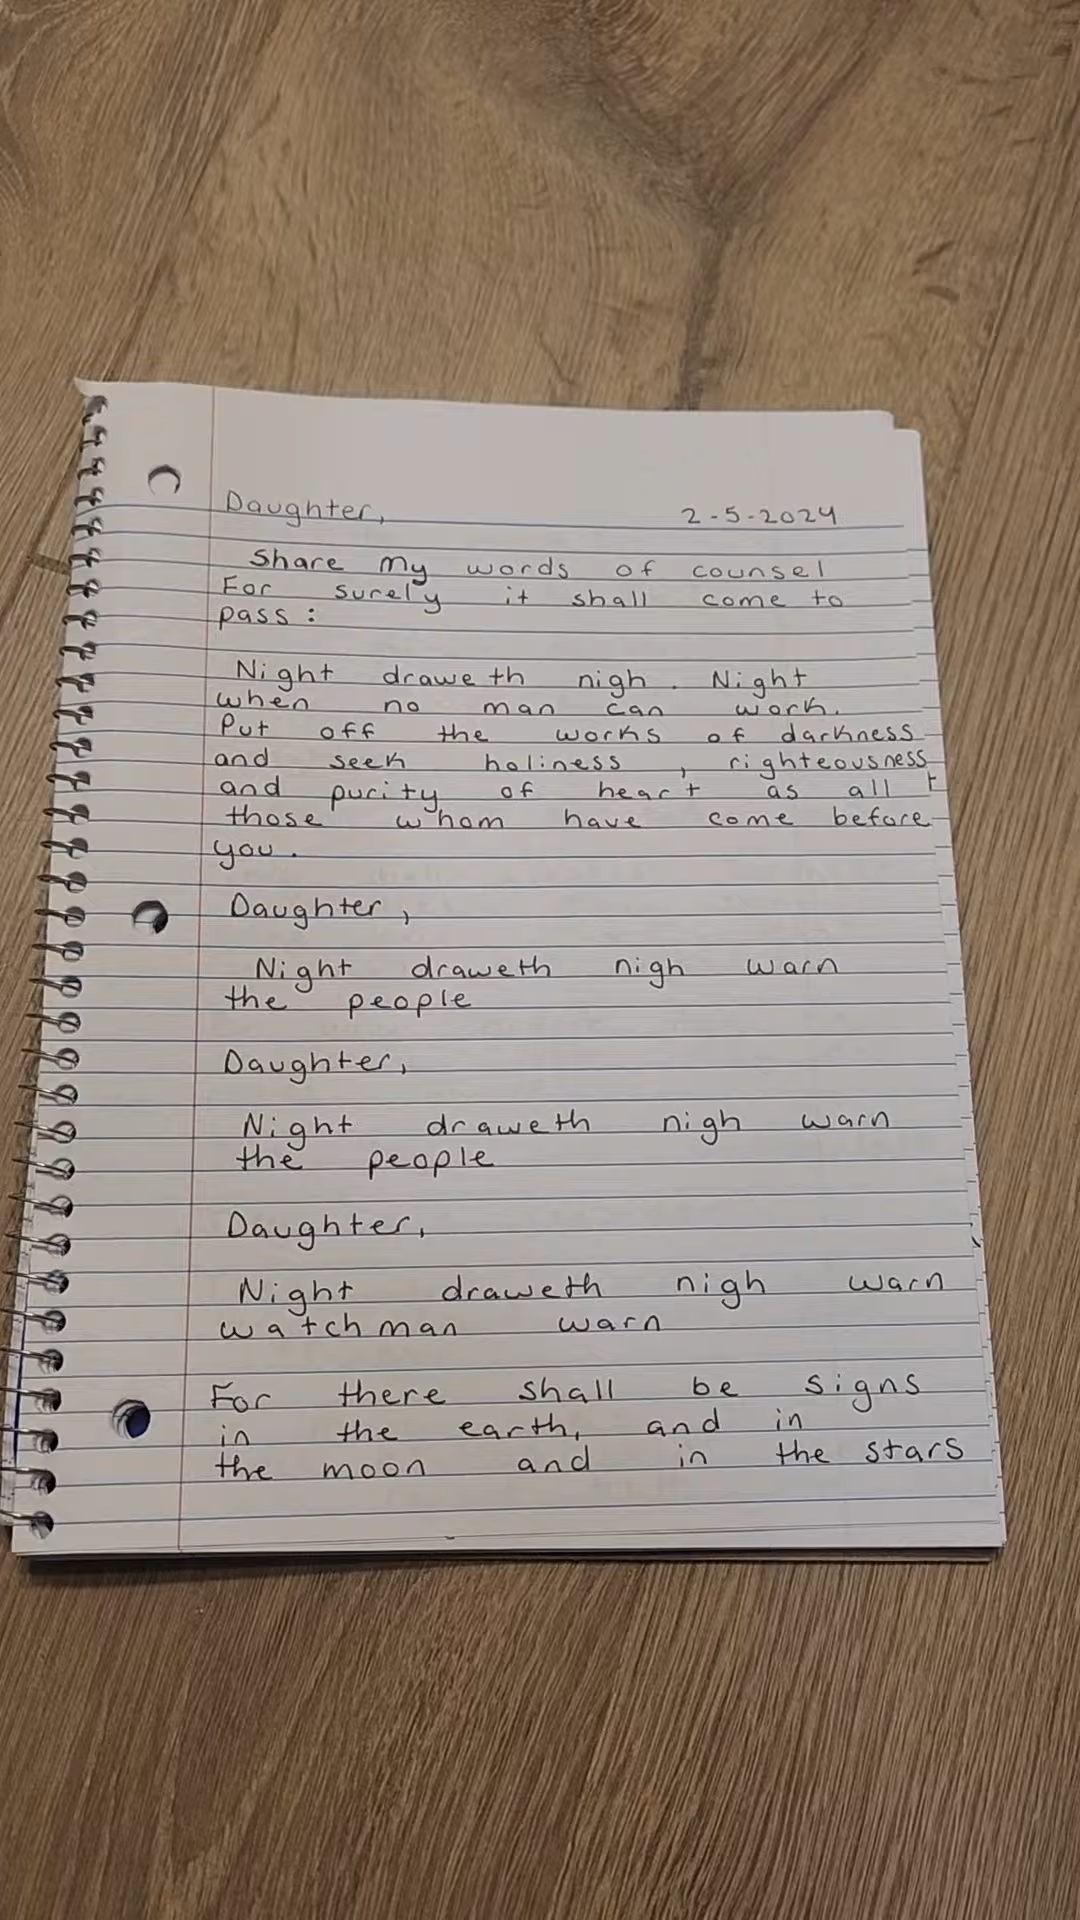 Daughter, 2-5-2024
Share My words of counsel
For surely it shall come to
pass:
Night draweth nigh. Night
when no man can work.
Put off the works of darkness
and seek holiness, righteousness
and purity of heart as all
those whom have come before
you.
Daughter,
Night draweth nigh warn
the people
Daughter,
Night draweth nigh warn
the people
Daughter,
Night draweth nigh warn
watchman warn
For there shall be signs
in the earth, and in
the moon and in the stars